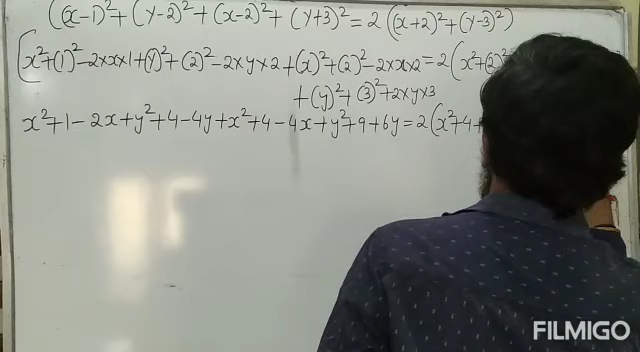 ((x-1)²+(y-2)²+(x-2)²+(y+3)²=2((x+2)²+(y-3)²)
(x²+(1)²-2×x×1+(y)²+(2)²-2×y×2+(x)²+(2)²-2×x×2=2(x²+(2)²
+(y)²+(3)²+2×y×3
x²+1-2x+y²+4-4y+x²+4-4x+y²+9+6y=2(x²+4+
FILMIGO